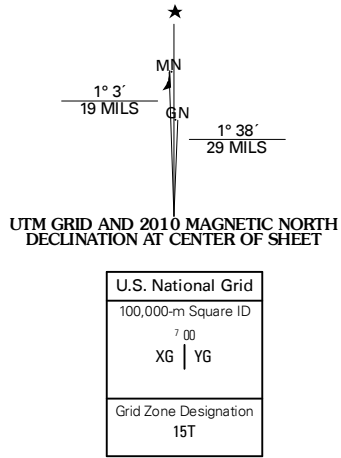 ★
MN
1° 3´
19 MILS
GN
1° 38´
29 MILS
UTM GRID AND 2010 MAGNETIC NORTH
DECLINATION AT CENTER OF SHEET
U.S. National Grid
100,000-m Square ID
7 00
XG | YG
Grid Zone Designation
15T